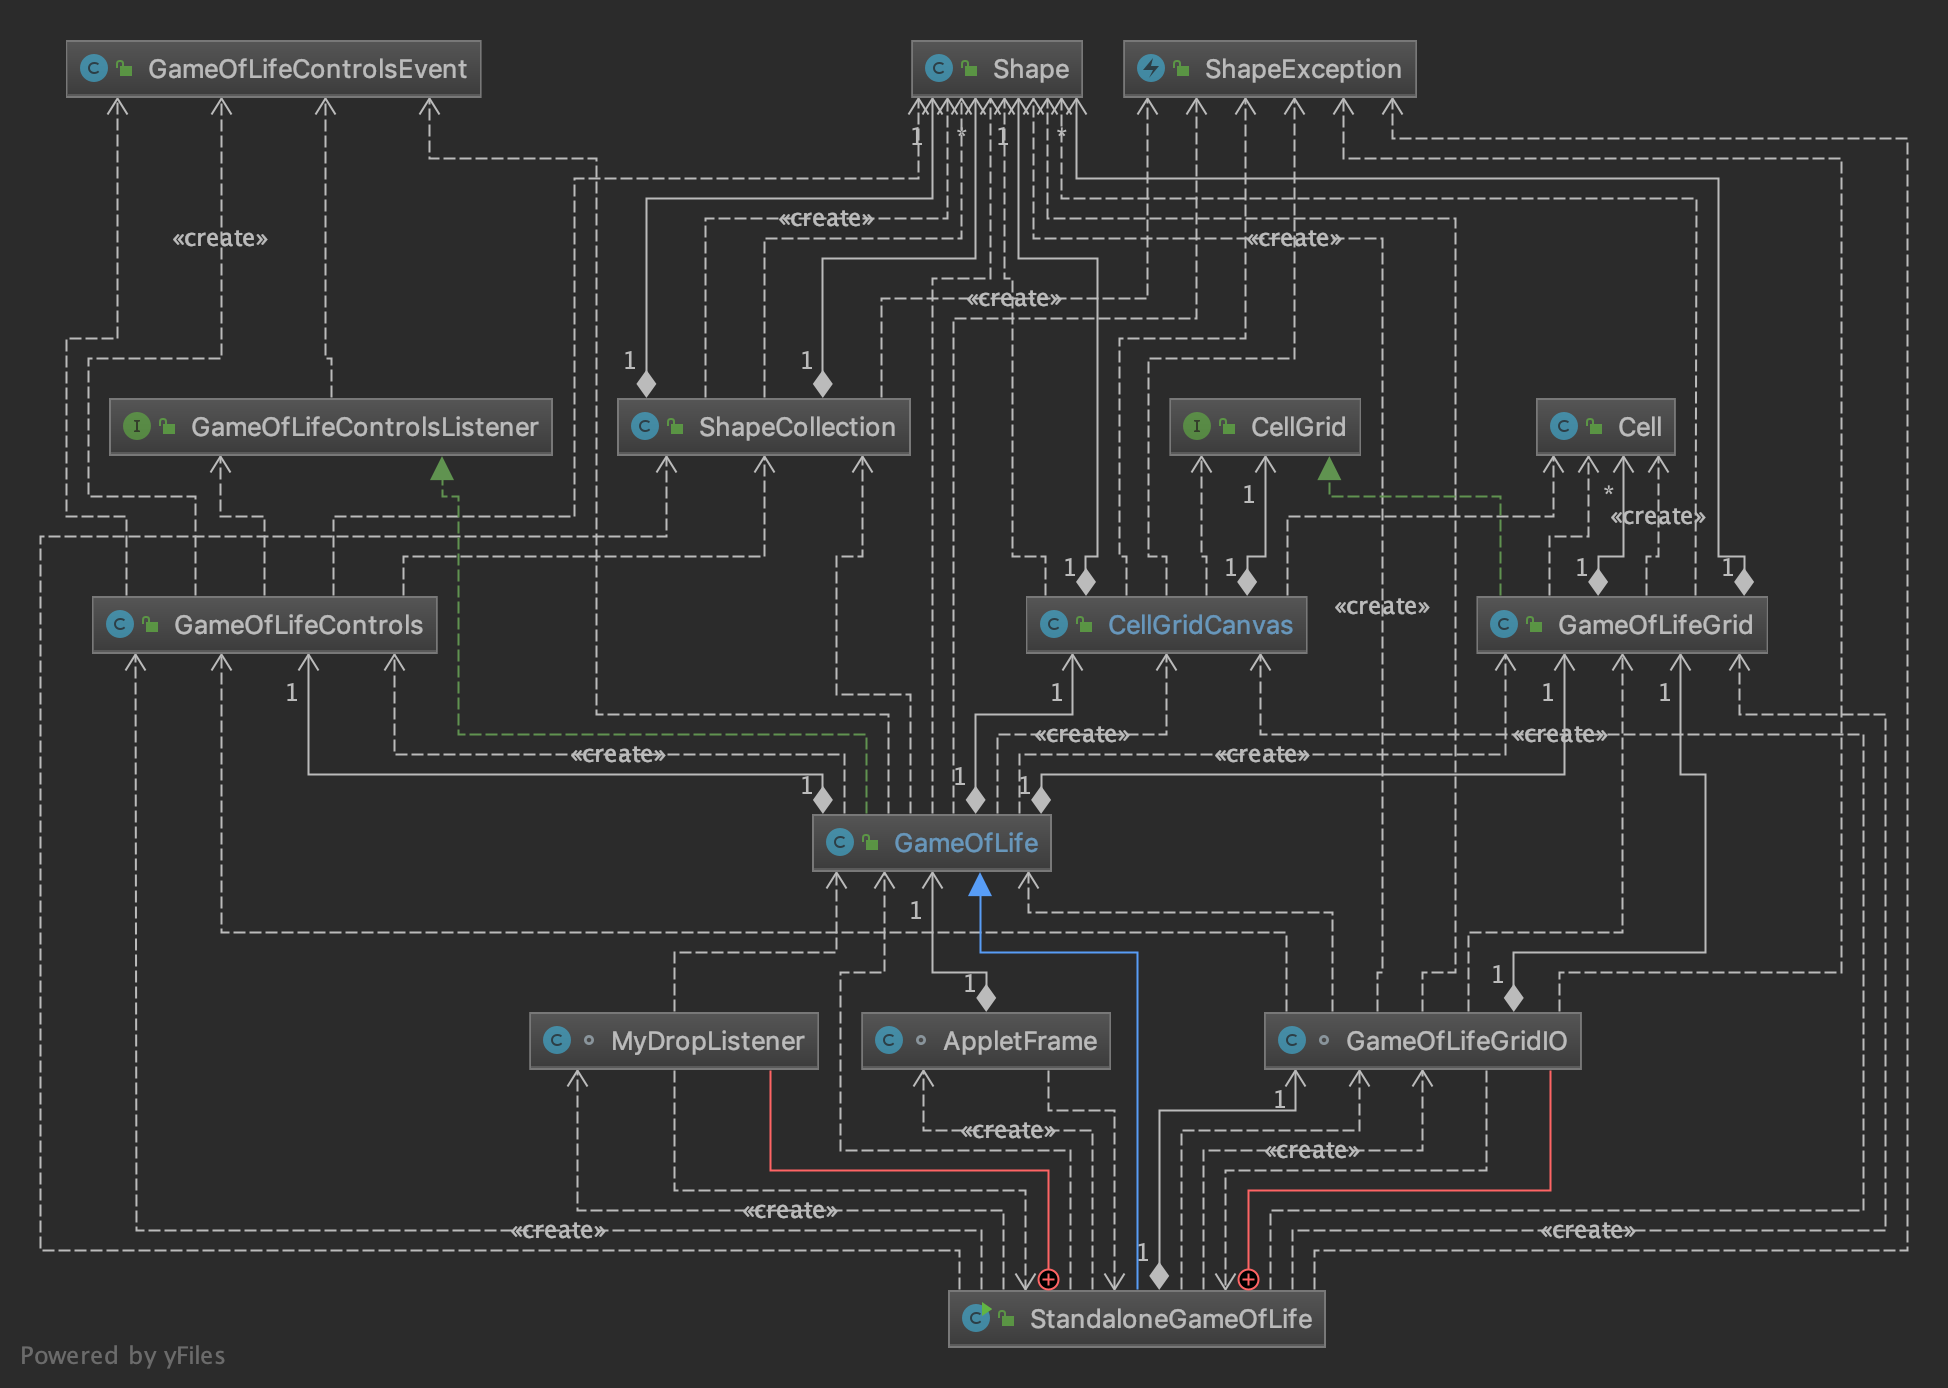 GameOfLifeControlsEvent
Shape
ShapeException
1
*
1
*
«create»
«create»
«create»
«create»
1
1
GameOfLifeControlsListener
ShapeCollection
CellGrid
Cell
1
*
«create»
1
1
1
1
«create»
GameOfLifeControls
CellGridCanvas
GameOfLifeGrid
1
1
1
1
«create»
«create»
«create»
«create»
1
1
1
GameOfLife
1
1
1
MyDropListener
AppletFrame
GameOfLifeGridIO
1
«create»
«create»
«create»
«create»
«create»
1
StandaloneGameOfLife
Powered by yFiles